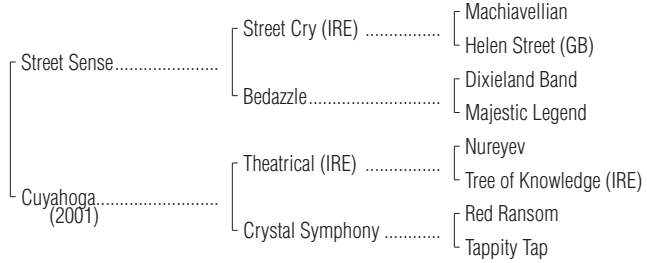 Machiavellian
Street Cry (IRE) ..................
Helen Street (GB)
Street Sense.......................
Dixieland Band
Bedazzle................................
Majestic Legend
Nureyev
Theatrical (IRE) ..................
Tree of Knowledge (IRE)
Cuyahoga...........................
(2001)
Red Ransom
Crystal Symphony .............
Tappity Tap